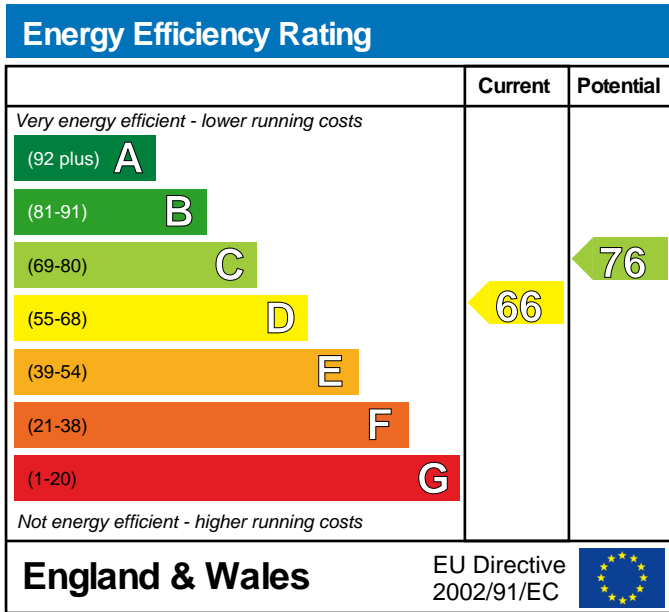 Energy Efficiency Rating
Current Potential
Very energy efficient - lower running costs
(92 plus) A
(81-91) B
(69-80) C
76
(55-68) D
66
(39-54) E
(21-38) F
(1-20) G
Not energy efficient - higher running costs
England & Wales
EU Directive
2002/91/EC